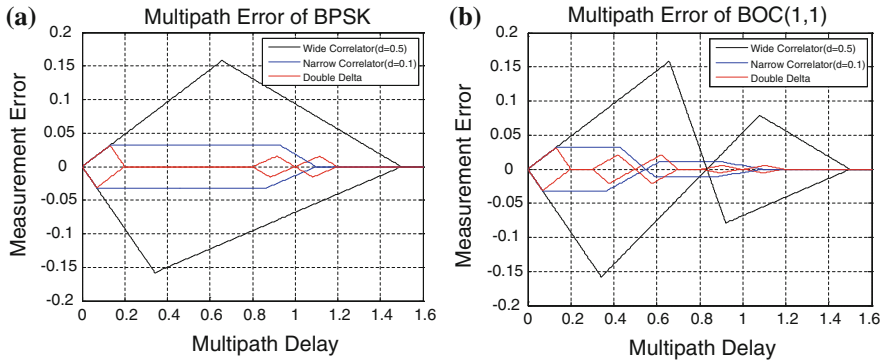 (a)
Multipath Error of BPSK
0.2
0.15
0.1
0.05
0
-0.05
-0.1
-0.15
-0.2
Measurement Error
Wide Correlator(d=0.5)
Narrow Correlator(d=0.1)
Double Delta
0 0.2 0.4 0.6 0.8 1 1.2 1.4 1.6
Multipath Delay
(b)
Multipath Error of BOC(1,1)
0.2
0.15
0.1
0.05
0
-0.05
-0.1
-0.15
-0.2
Measurement Error
Wide Correlator(d=0.5)
Narrow Correlator(d=0.1)
Double Delta
0 0.2 0.4 0.6 0.8 1 1.2 1.4 1.6
Multipath Delay